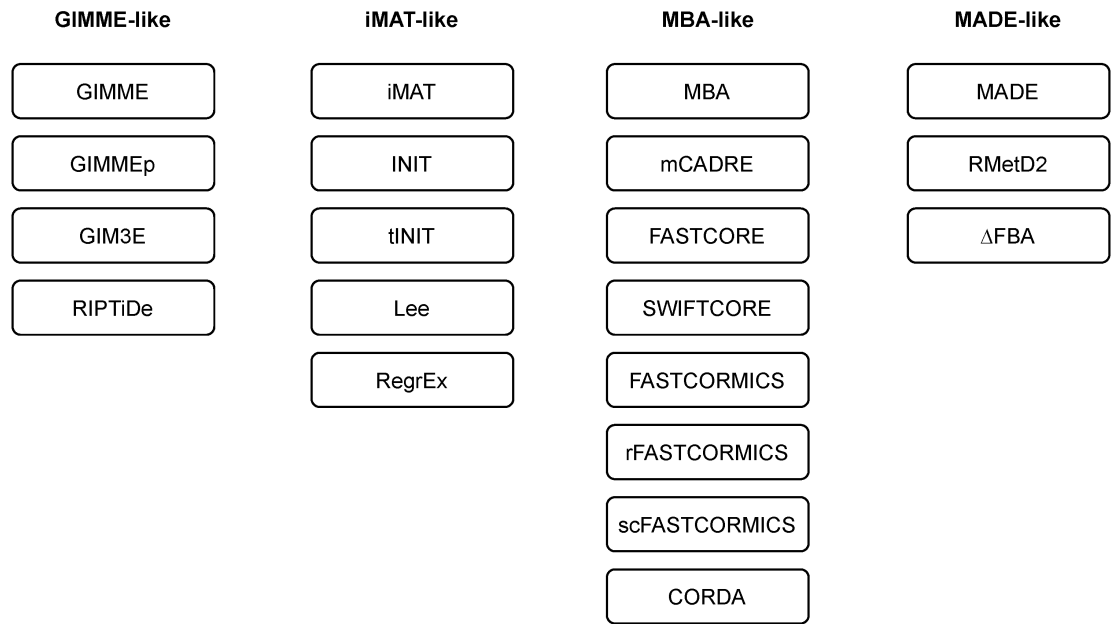 GIMME-like
iMAT-like
MBA-like
MADE-like
GIMME
iMAT
MBA
MADE
GIMMEp
INIT
mCADRE
RMetD2
GIM3E
tINIT
FASTCORE
ΔFBA
RIPTiDe
Lee
SWIFTCORE
RegrEx
FASTCORMICS
rFASTCORMICS
scFASTCORMICS
CORDA